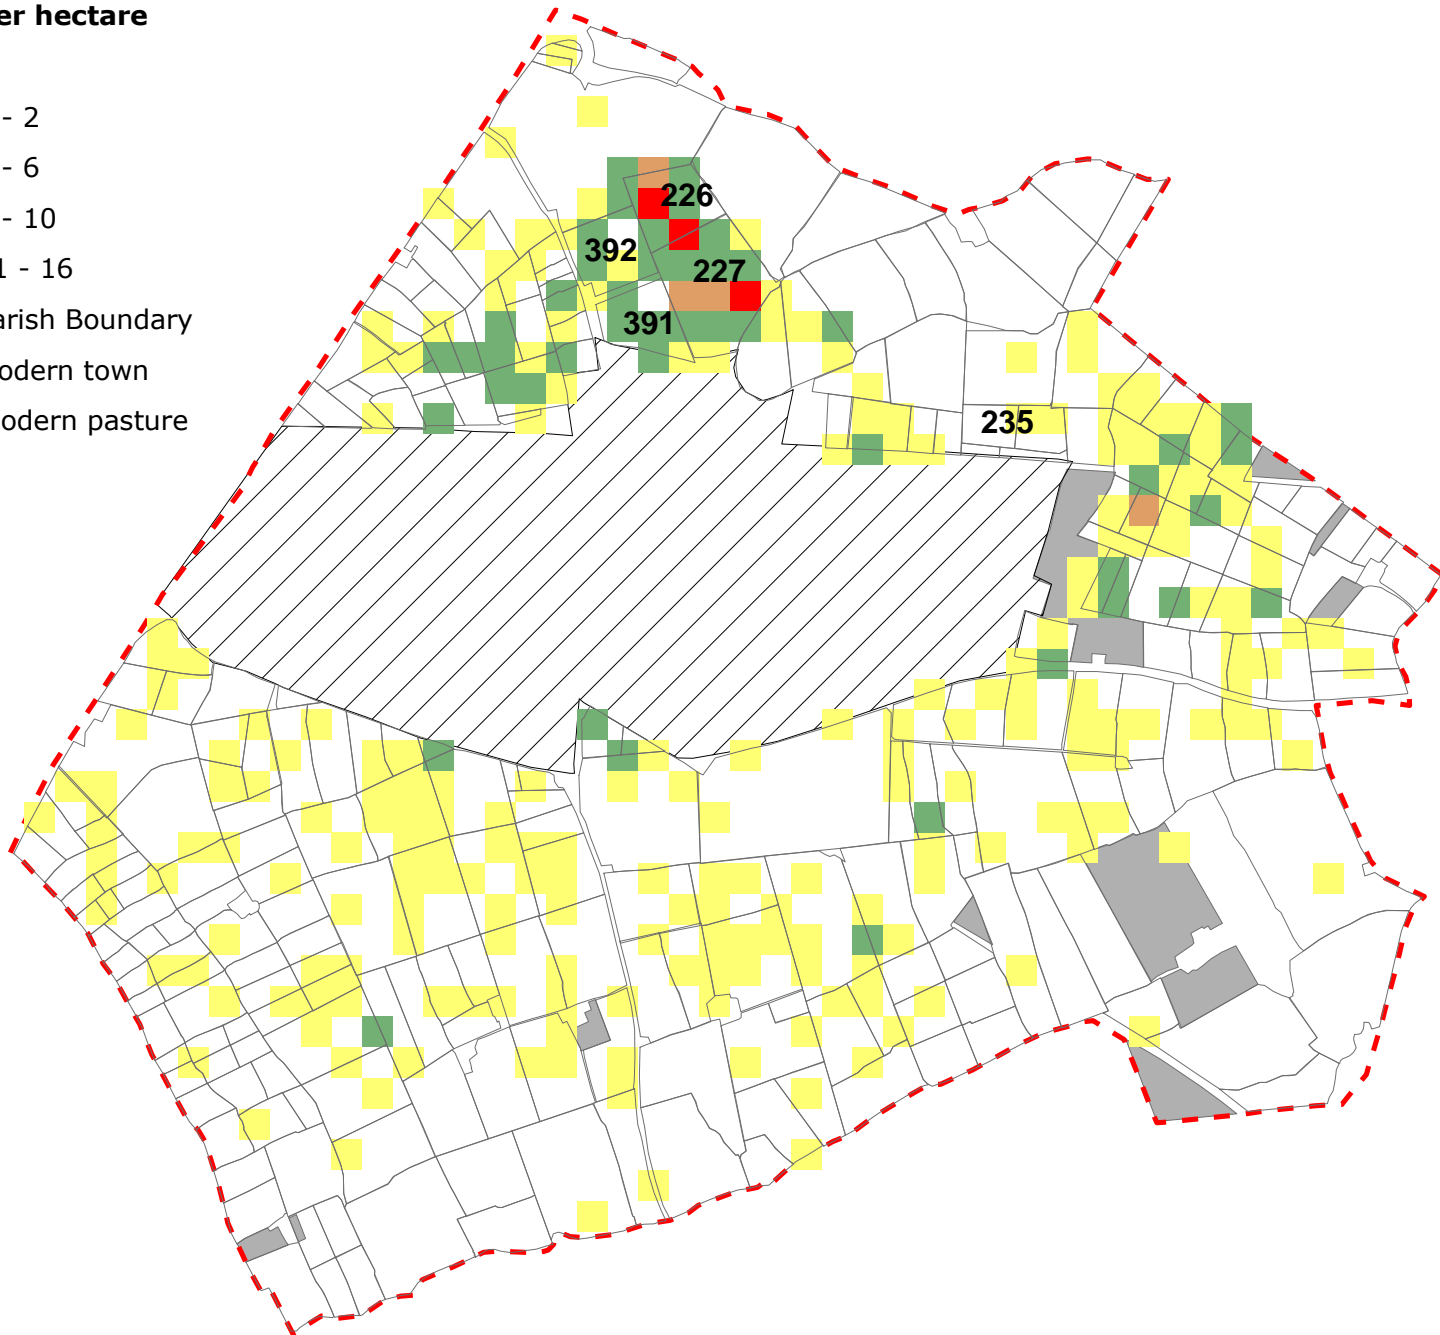 er hectare
- 2
- 6
- 10
1 - 16
arish Boundary
odern town
odern pasture
226
392
227
391
235